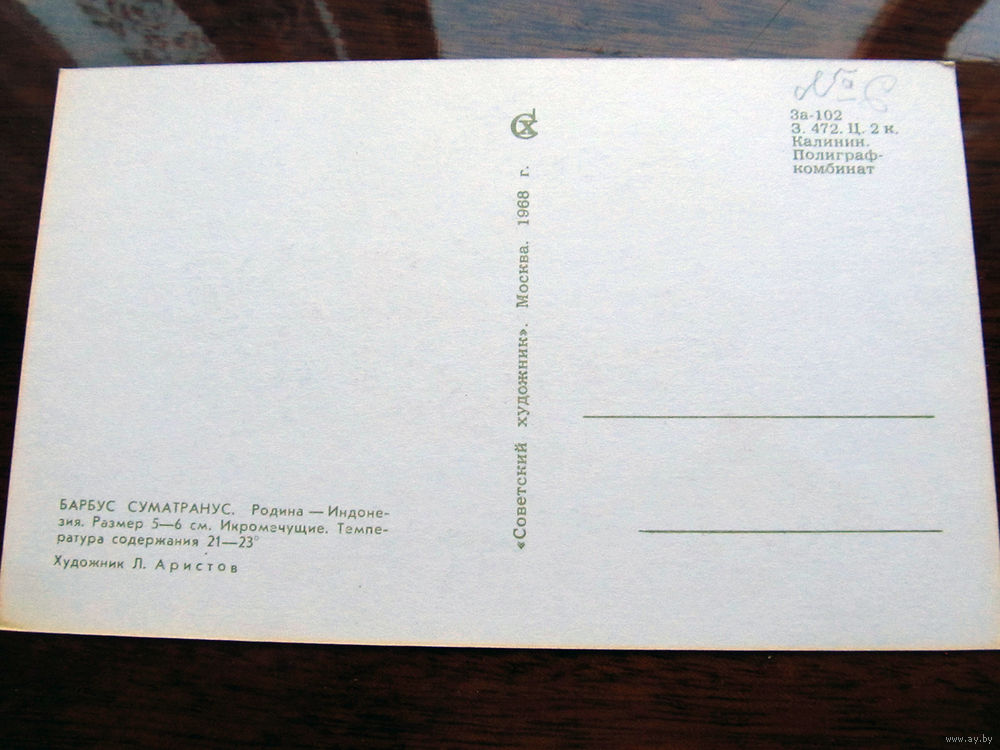 № 6
За-102
З. 472. Ц. 2 к.
Калинин.
Полиграф-
комбинат
«Советский художник». Москва. 1968 г.
БАРБУС СУМАТРАНУС. Родина — Индоне-
зия. Размер 5—6 см. Икромечущие. Темпе-
ратура содержания 21—23°
Художник Л. Аристов
www.ay.by